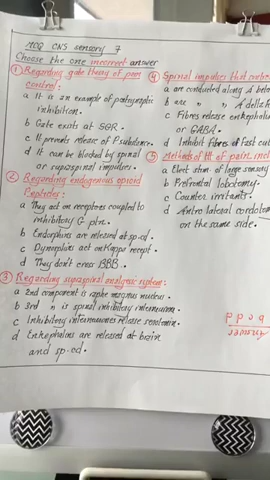 MCQ CNS sensory 7
Choose the one incorrect answer
① Regarding gate theory of pain
control:
a It is an example of postsynaptic
inhibition.
b Gate exists at SGR.
c It prevents release of P substance.
d It can be blocked by spinal
or supraspinal impulses.
② Regarding endogenous opioid
Peptides:
a They act on receptors coupled to
inhibitory G ptn.
b Endorphins are released at sp.cd.
c Dynorphins act on Kappa recept.
d They don't cross BBB.
③ Regarding supraspinal analgesic system:
a 2nd component is raphe magnus nucleus.
b 3rd " is spinal inhibitory interneurons.
c Inhibitory interneurones release serotonin.
d Enkephalins are released at brain
and sp.cd.
④ Spinal impulses that
a are conducted along A
b are " " A delta
c Fibres release enkephalin
or GABA.
d Inhibit Fibres of fast
⑤ Methods of ttt of pain
a Elect stim of large sensory
b Prefrontal lobotomy.
c Counter irritants.
d Antro lateral cordotomy
on the same side.